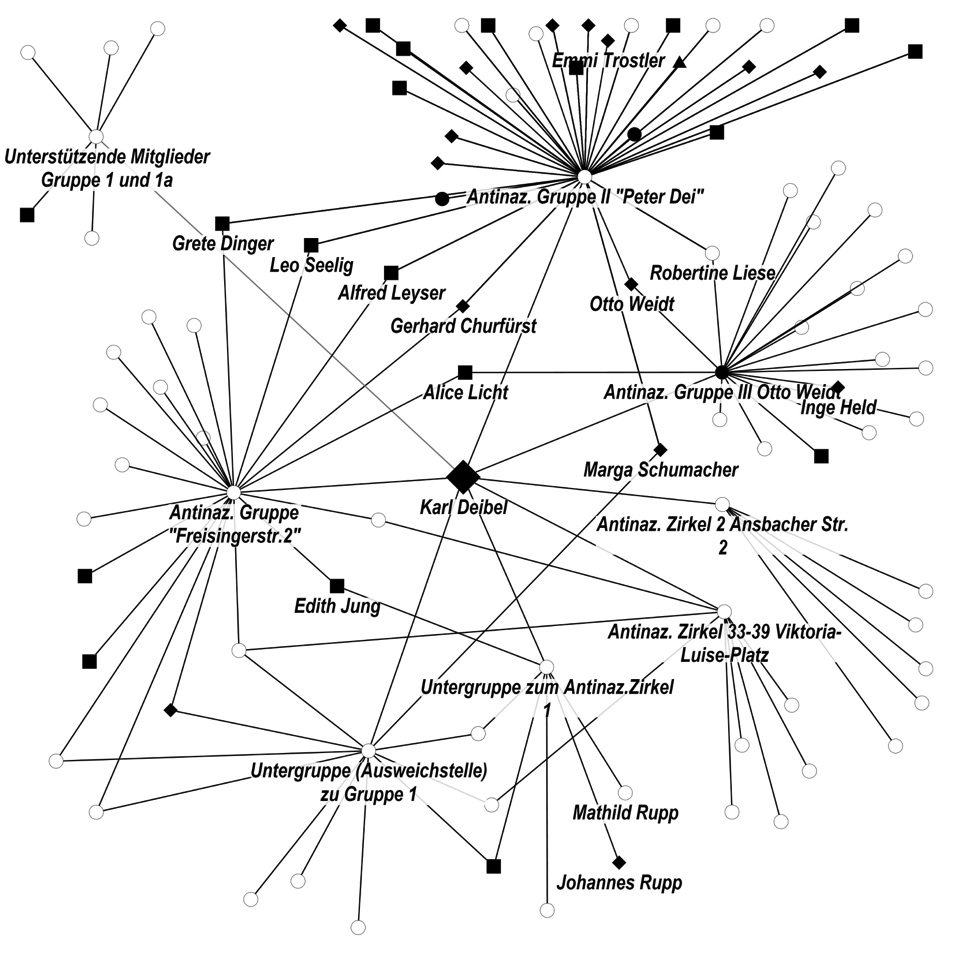 Emmi Trostler
Unterstützende Mitglieder
Gruppe 1 und 1a
Antinaz. Gruppe II "Peter Dei"
Grete Dinger
Leo Seelig
Robertine Liese
Alfred Leyser
Otto Weidt
Gerhard Churfürst
Alice Licht
Antinaz. Gruppe III Otto Weidt
Inge Held
Marga Schumacher
Karl Deibel
Antinaz. Gruppe
"Freisingerstr.2"
Antinaz. Zirkel 2 Ansbacher Str.
2
Edith Jung
Antinaz. Zirkel 33-39 Viktoria-
Luise-Platz
Untergruppe zum Antinaz.Zirkel
1
Untergruppe (Ausweichstelle)
zu Gruppe 1
Mathild Rupp
Johannes Rupp